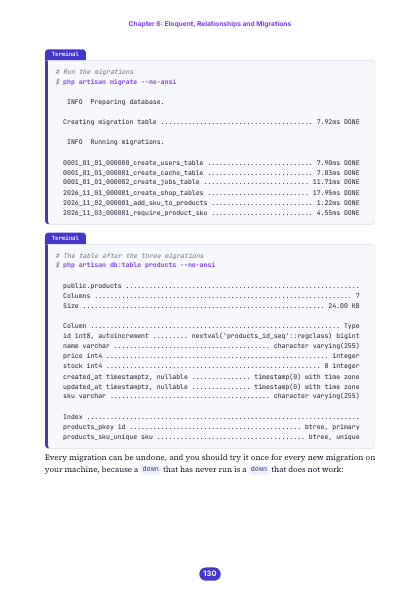 Chapter 6: Eloquent, Relationships and Migrations
Terminal
# Run the migrations
$ php artisan migrate --no-ansi
INFO  Preparing database.
Creating migration table ....................................... 7.92ms DONE
INFO  Running migrations.
0001_01_01_000000_create_users_table ........................... 7.90ms DONE
0001_01_01_000001_create_cache_table ........................... 7.03ms DONE
0001_01_01_000002_create_jobs_table ........................... 11.71ms DONE
2026_11_01_000001_create_shop_tables .......................... 17.95ms DONE
2026_11_02_000001_add_sku_to_products .......................... 1.22ms DONE
2026_11_03_000001_require_product_sku .......................... 4.55ms DONE
Terminal
# The table after the three migrations
$ php artisan db:table products --no-ansi
public.products ............................................................
Columns .................................................................. 7
Size .............................................................. 24.00 KB
Column ................................................................ Type
id int8, autoincrement ......... nextval('products_id_seq'::regclass) bigint
name varchar ........................................ character varying(255)
price int4 ......................................................... integer
stock int4 ....................................................... 0 integer
created_at timestamptz, nullable ............... timestamp(0) with time zone
updated_at timestamptz, nullable ............... timestamp(0) with time zone
sku varchar ......................................... character varying(255)
Index ......................................................................
products_pkey id ............................................ btree, primary
products_sku_unique sku ...................................... btree, unique
Every migration can be undone, and you should try it once for every new migration on
your machine, because a down that has never run is a down that does not work:
130